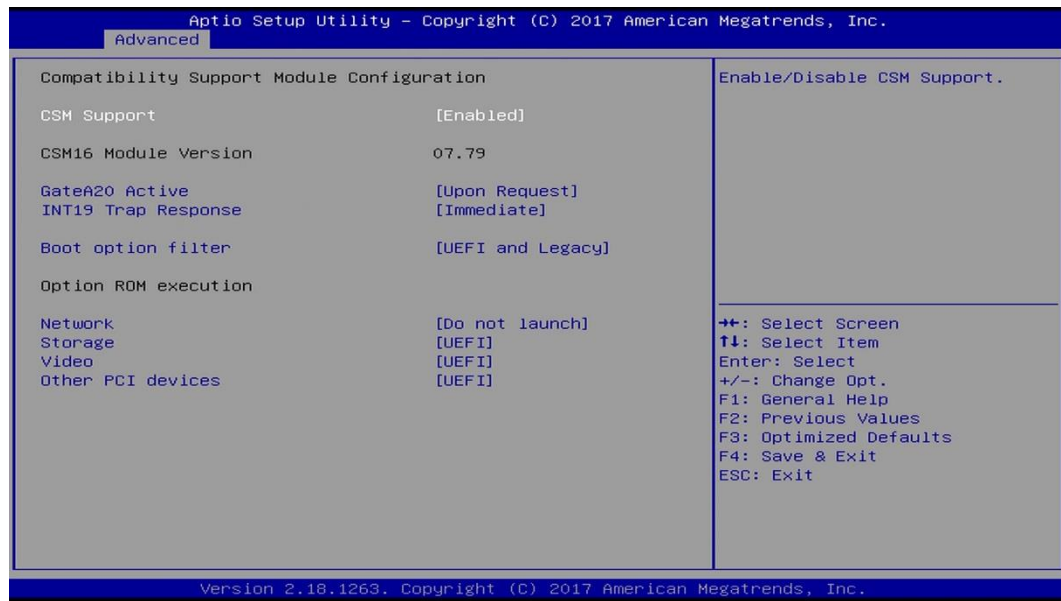 Aptio Setup Utility – Copyright (C) 2017 American Megatrends, Inc.
Advanced
Compatibility Support Module Configuration
CSM Support [Enabled]
CSM16 Module Version 07.79
GateA20 Active [Upon Request]
INT19 Trap Response [Immediate]
Boot option filter [UEFI and Legacy]
Option ROM execution
Network [Do not launch]
Storage [UEFI]
Video [UEFI]
Other PCI devices [UEFI]
Enable/Disable CSM Support.
→←: Select Screen
↑↓: Select Item
Enter: Select
+/-: Change Opt.
F1: General Help
F2: Previous Values
F3: Optimized Defaults
F4: Save & Exit
ESC: Exit
Version 2.18.1263. Copyright (C) 2017 American Megatrends, Inc.